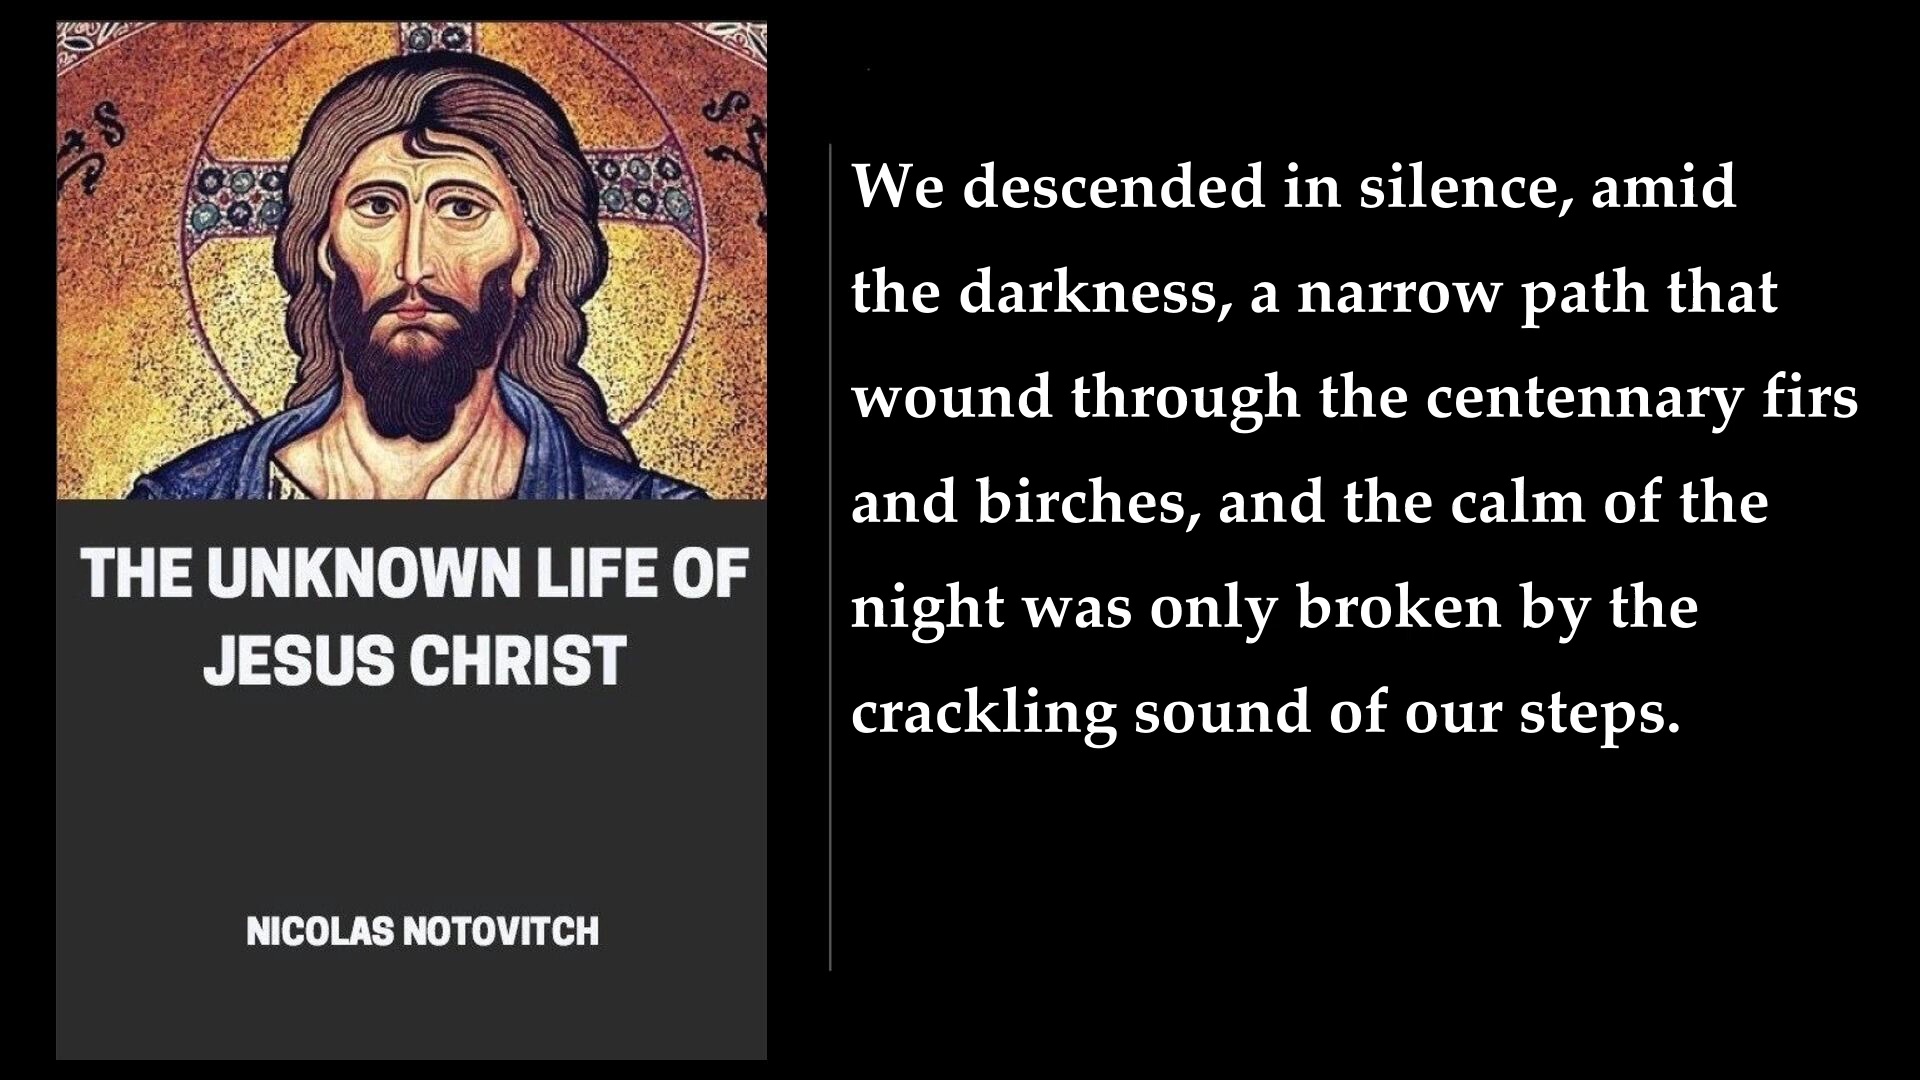 THE UNKNOWN LIFE OF
JESUS CHRIST
NICOLAS NOTOVITCH
We descended in silence, amid
the darkness, a narrow path that
wound through the centennary firs
and birches, and the calm of the
night was only broken by the
crackling sound of our steps.